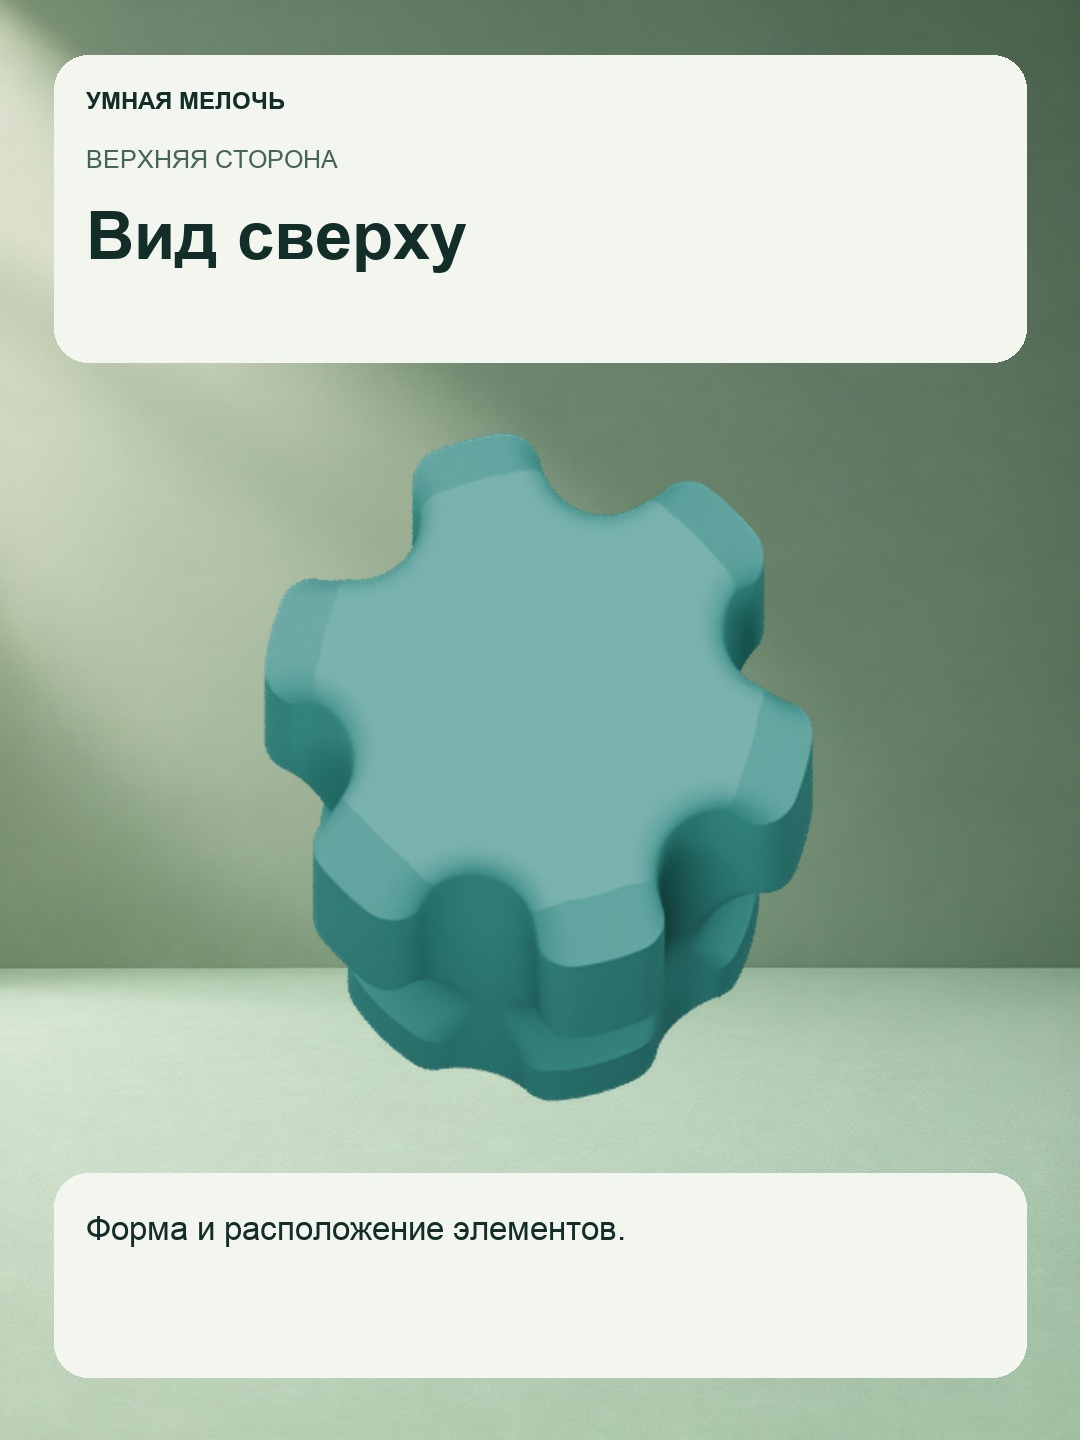 УМНАЯ МЕЛОЧЬ
ВЕРХНЯЯ СТОРОНА
Вид сверху
Форма и расположение элементов.